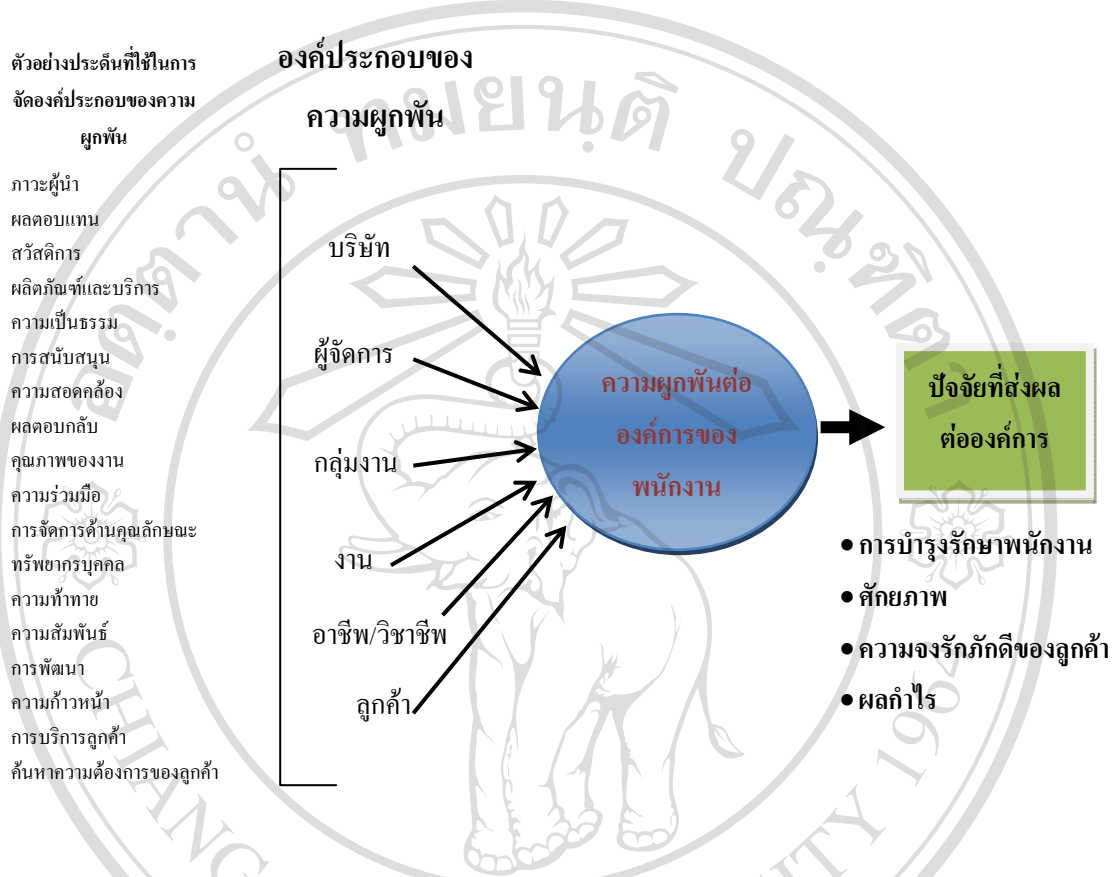 ตัวอย่างประเด็นที่ใช้ในการ
จัดองค์ประกอบของความ
ผูกพัน
ภาวะผู้นำ
ผลตอบแทน
สวัสดิการ
ผลิตภัณฑ์และบริการ
ความเป็นธรรม
การสนับสนุน
ความสอดคล้อง
ผลตอบกลับ
คุณภาพของงาน
ความร่วมมือ
การจัดการด้านคุณลักษณะ
ทรัพยากรบุคคล
ความท้าทาย
ความสัมพันธ์
การพัฒนา
ความก้าวหน้า
การบริการลูกค้า
ค้นหาความต้องการของลูกค้า
องค์ประกอบของ
ความผูกพัน
บริษัท
ผู้จัดการ
กลุ่มงาน
งาน
อาชีพ/วิชาชีพ
ลูกค้า
ความผูกพันต่อ
องค์การของ
พนักงาน
ปัจจัยที่ส่งผล
ต่อองค์การ
• การบำรุงรักษาพนักงาน
• ศักยภาพ
• ความจงรักภักดีของลูกค้า
• ผลกำไร
อตฺตานํ ทมยนฺติ ปณฺฑิตา
CHIANG
1964